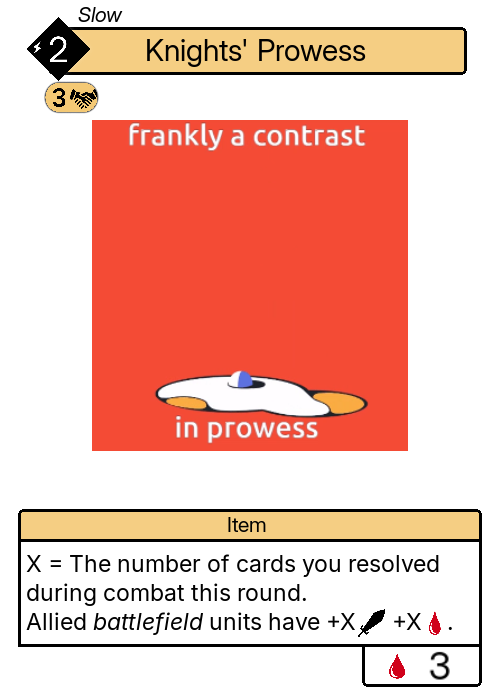 Slow
2
Knights' Prowess
3
frankly a contrast
in prowess
Item
X = The number of cards you resolved
during combat this round.
Allied battlefield units have +X +X .
3